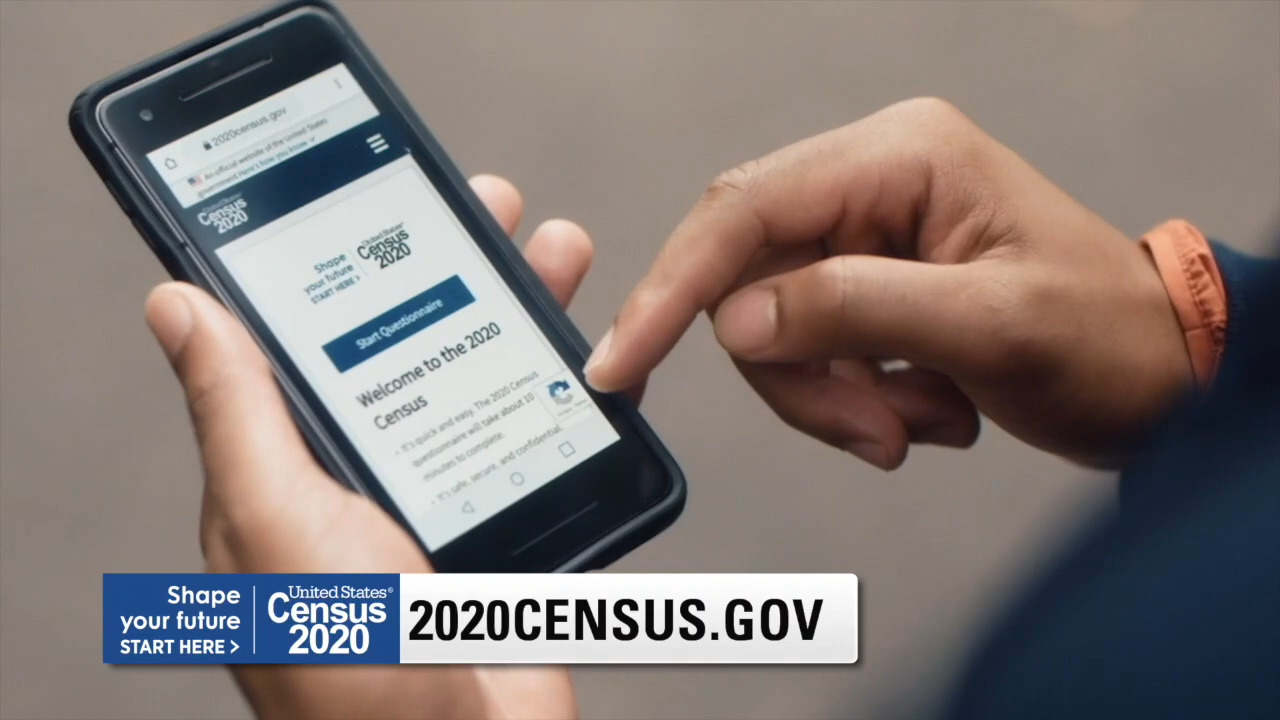 2020census.gov
An official website of the United States
government Here's how you know
United States
Census
2020
Shape
your future
START HERE >
United States
Census
2020
Start Questionnaire
Welcome to the 2020
Census
· It's quick and easy. The 2020 Census
questionnaire will take about 10
minutes to complete.
· It's safe, secure, and confidential.
Shape
your future
START HERE >
United States®
Census
2020
2020CENSUS.GOV